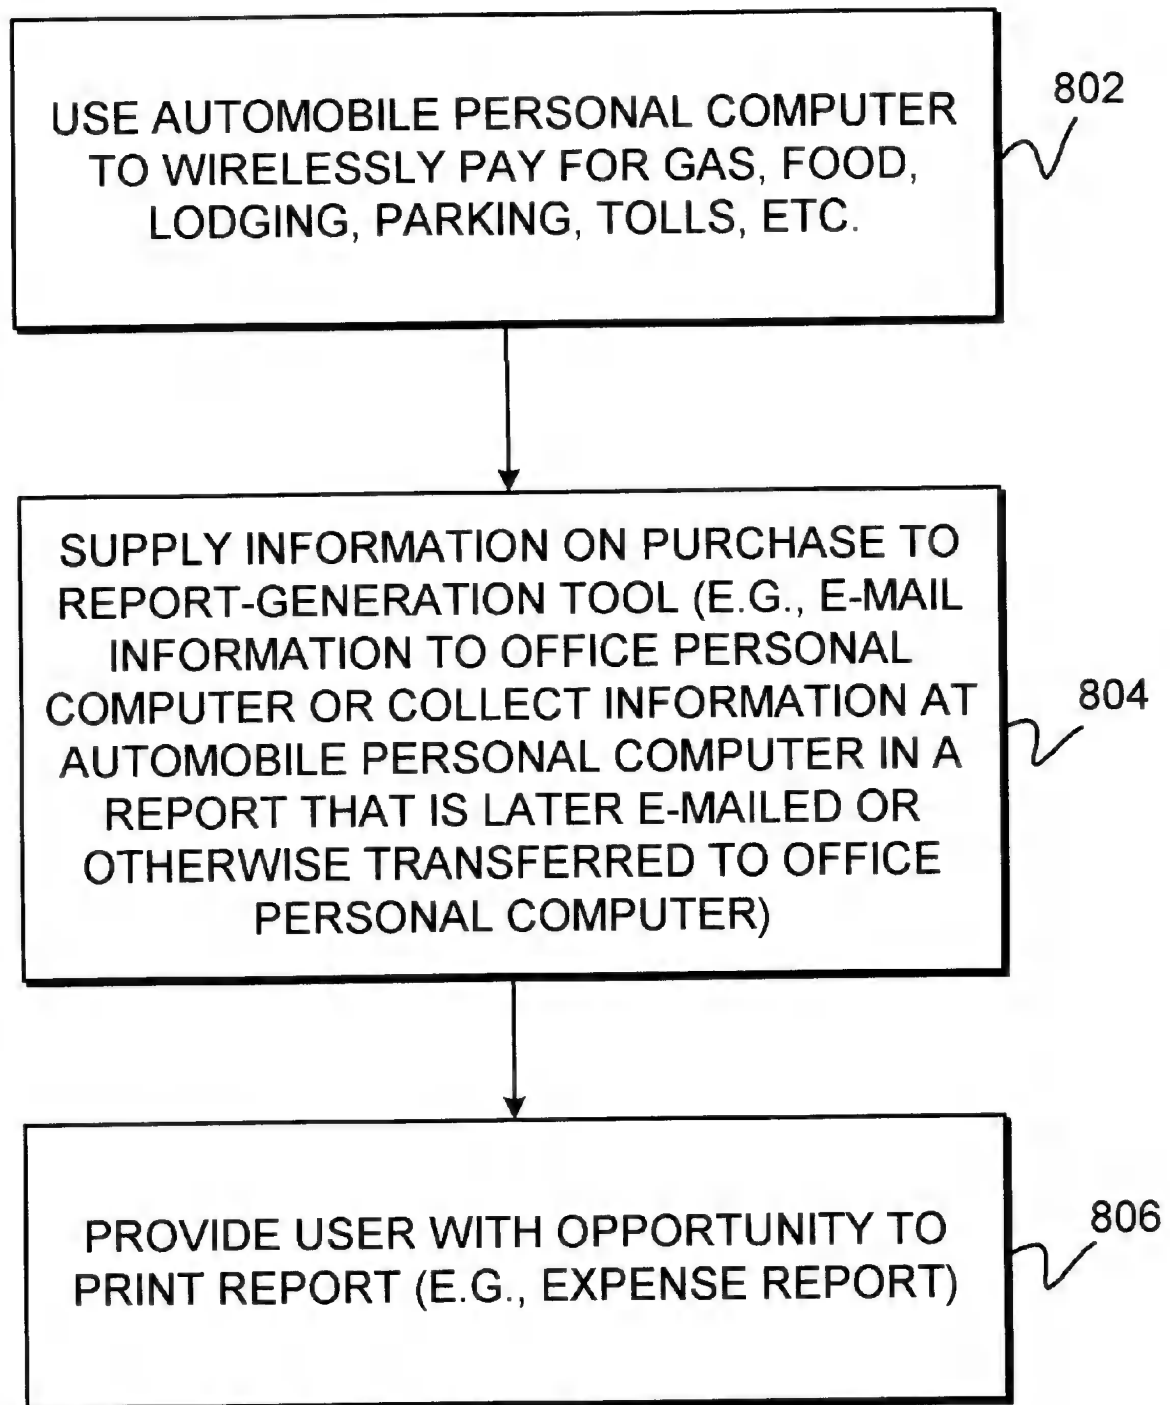 USE AUTOMOBILE PERSONAL COMPUTER
TO WIRELESSLY PAY FOR GAS, FOOD,
LODGING, PARKING, TOLLS, ETC.
802
SUPPLY INFORMATION ON PURCHASE TO
REPORT-GENERATION TOOL (E.G., E-MAIL
INFORMATION TO OFFICE PERSONAL
COMPUTER OR COLLECT INFORMATION AT
AUTOMOBILE PERSONAL COMPUTER IN A
REPORT THAT IS LATER E-MAILED OR
OTHERWISE TRANSFERRED TO OFFICE
PERSONAL COMPUTER)
804
PROVIDE USER WITH OPPORTUNITY TO
PRINT REPORT (E.G., EXPENSE REPORT)
806